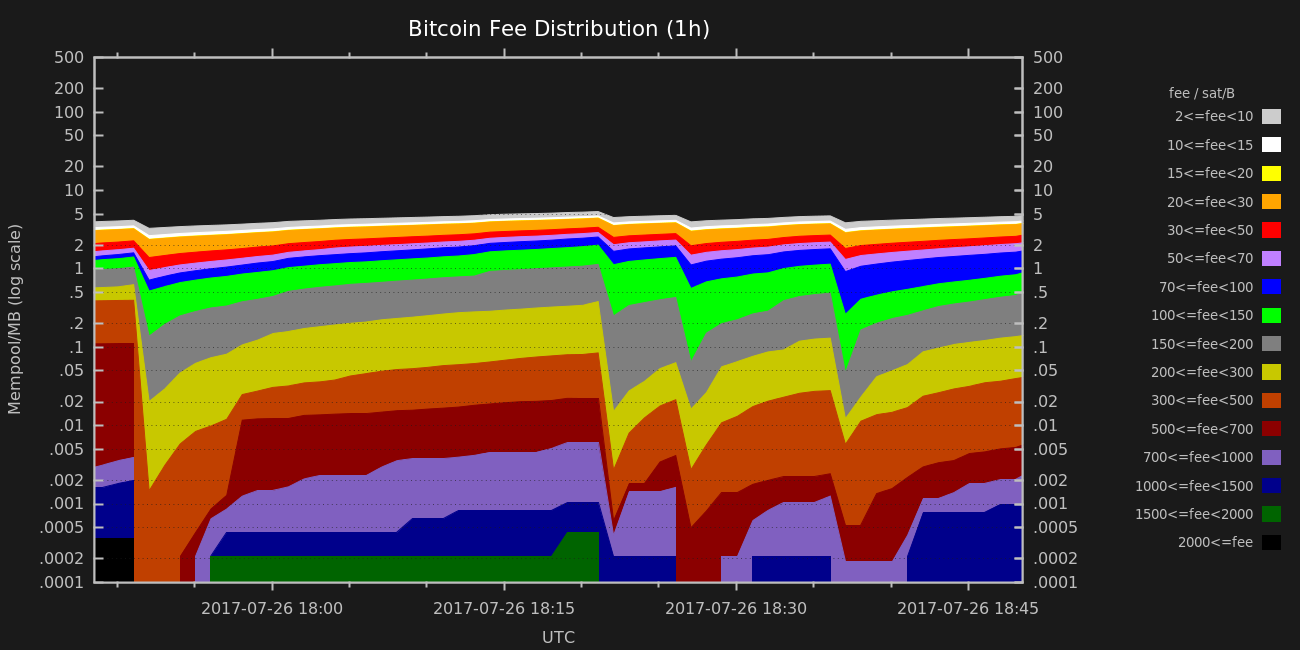 Bitcoin Fee Distribution (1h)
500 500
200 200
100 100
50 50
20 20
10 10
5 5
2 2
1 1
.5 .5
.2 .2
.1 .1
.05 .05
.02 .02
.01 .01
.005 .005
.002 .002
.001 .001
.0005 .0005
.0002 .0002
.0001 .0001
Mempool/MB (log scale)
2017-07-26 18:00 2017-07-26 18:15 2017-07-26 18:30 2017-07-26 18:45
UTC
fee / sat/B
2<=fee<10
10<=fee<15
15<=fee<20
20<=fee<30
30<=fee<50
50<=fee<70
70<=fee<100
100<=fee<150
150<=fee<200
200<=fee<300
300<=fee<500
500<=fee<700
700<=fee<1000
1000<=fee<1500
1500<=fee<2000
2000<=fee